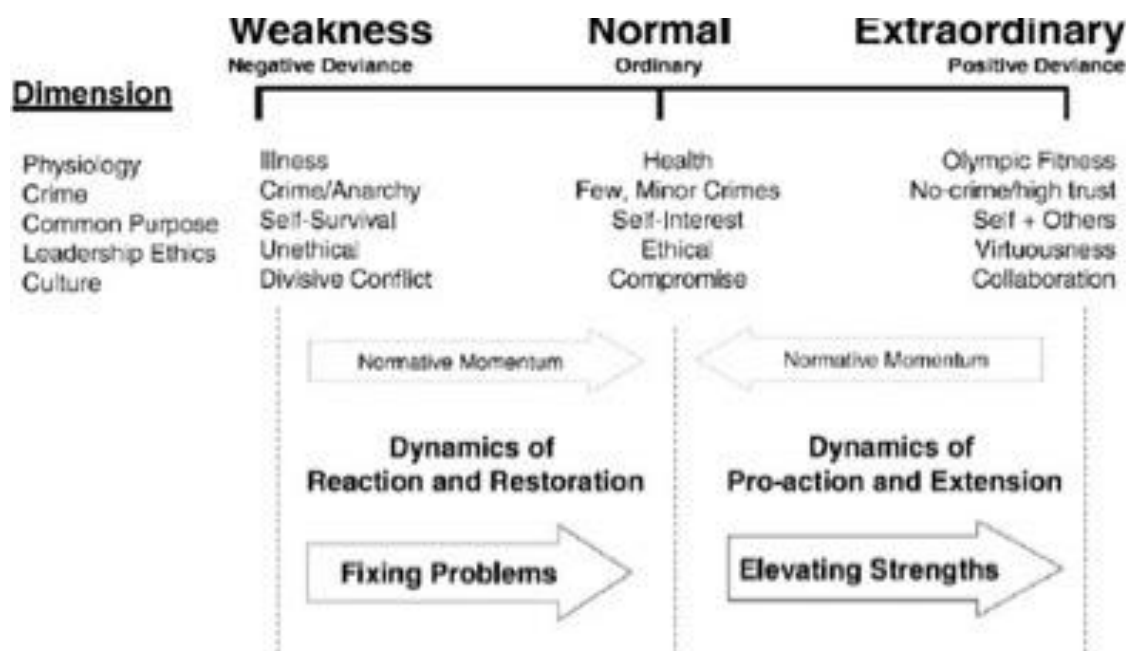 Weakness Normal Extraordinary
Negative Deviance Ordinary Positive Deviance
Dimension
Physiology Illness Health Olympic Fitness
Crime Crime/Anarchy Few, Minor Crimes No-crime/high trust
Common Purpose Self-Survival Self-Interest Self + Others
Leadership Ethics Unethical Ethical Virtuousness
Culture Divisive Conflict Compromise Collaboration
Normative Momentum Normative Momentum
Dynamics of Dynamics of
Reaction and Restoration Pro-action and Extension
Fixing Problems Elevating Strengths